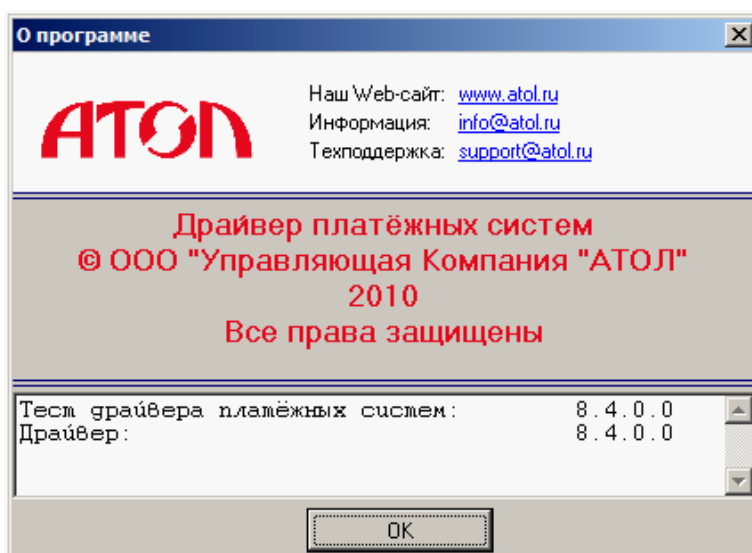 О программе
АТОЛ
Наш Web-сайт: www.atol.ru
Информация: info@atol.ru
Техподдержка: support@atol.ru
Драйвер платёжных систем
© ООО "Управляющая Компания "АТОЛ"
2010
Все права защищены
Тест драйвера платёжных систем: 8.4.0.0
Драйвер: 8.4.0.0
OK